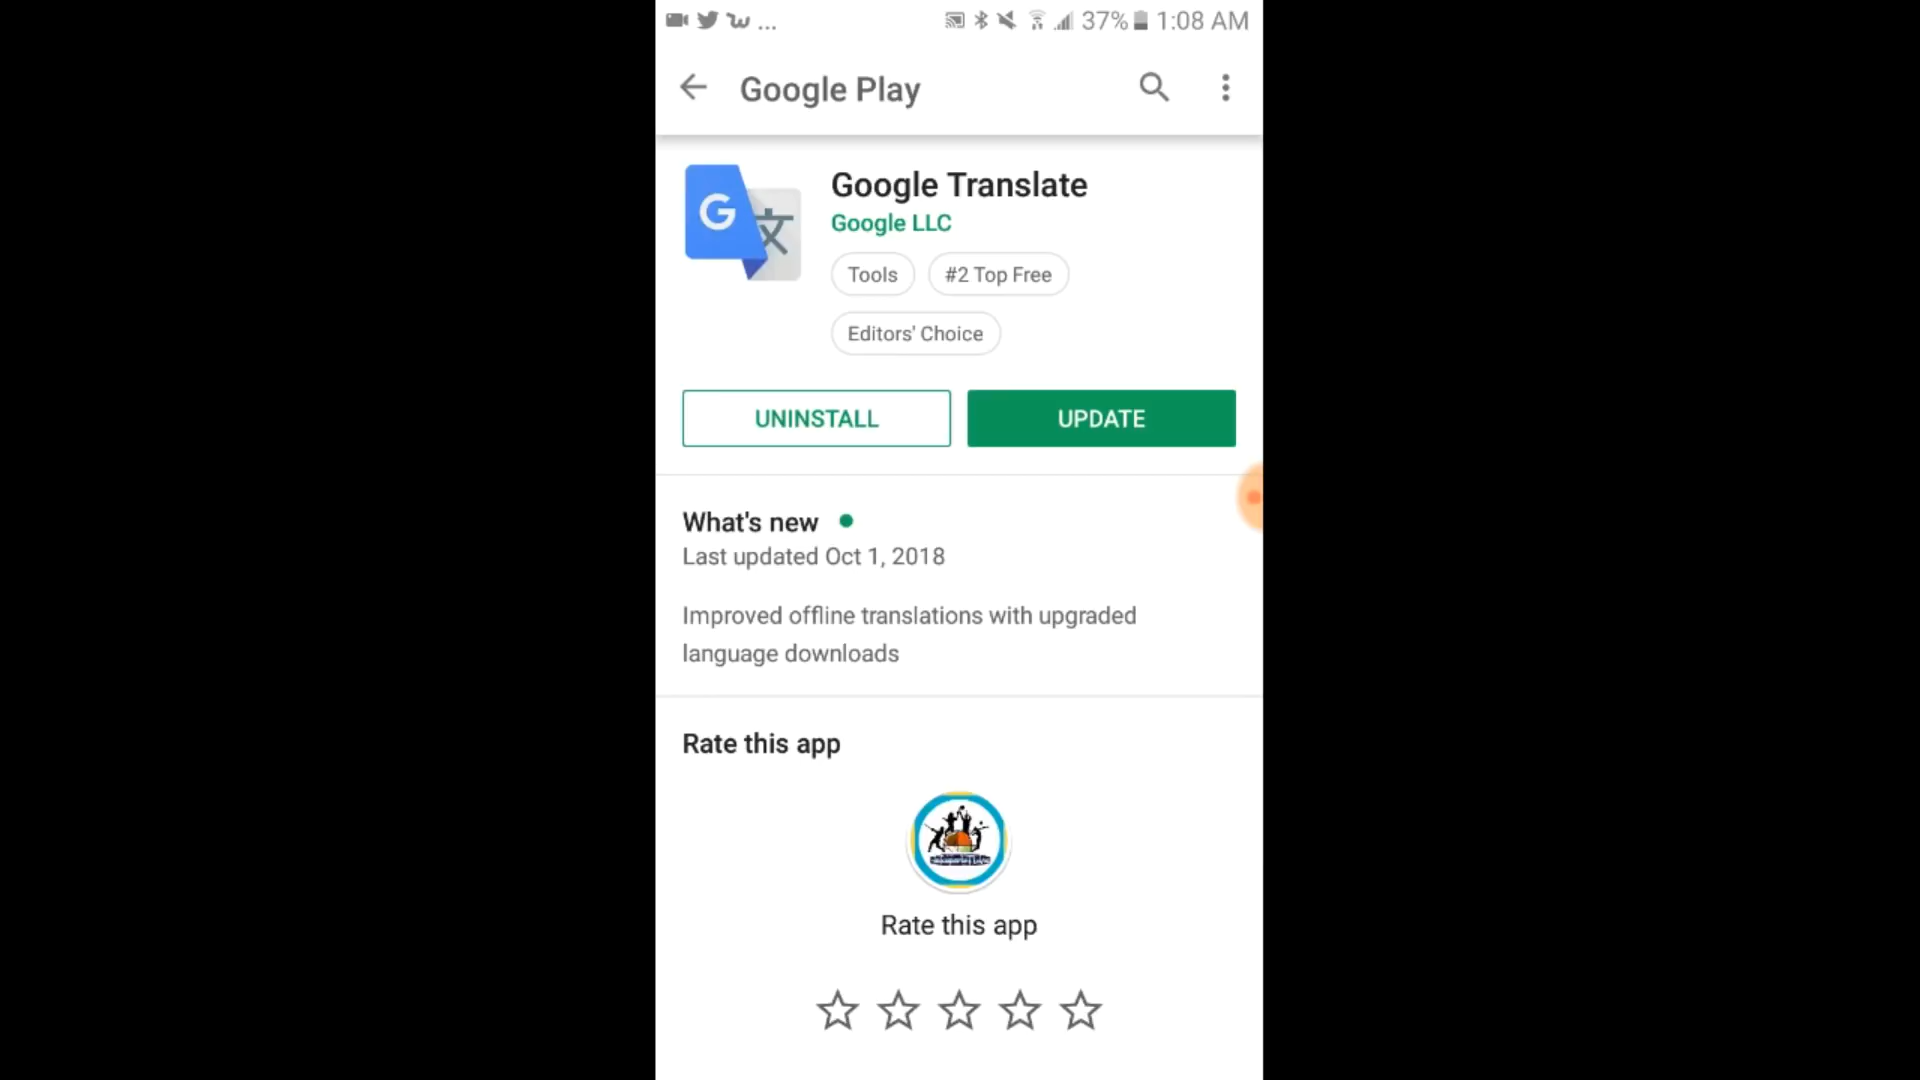 ... 37% 1:08 AM
Google Play
G 文
Google Translate
Google LLC
Tools #2 Top Free
Editors' Choice
UNINSTALL UPDATE
What's new
Last updated Oct 1, 2018
Improved offline translations with upgraded
language downloads
Rate this app
Rate this app